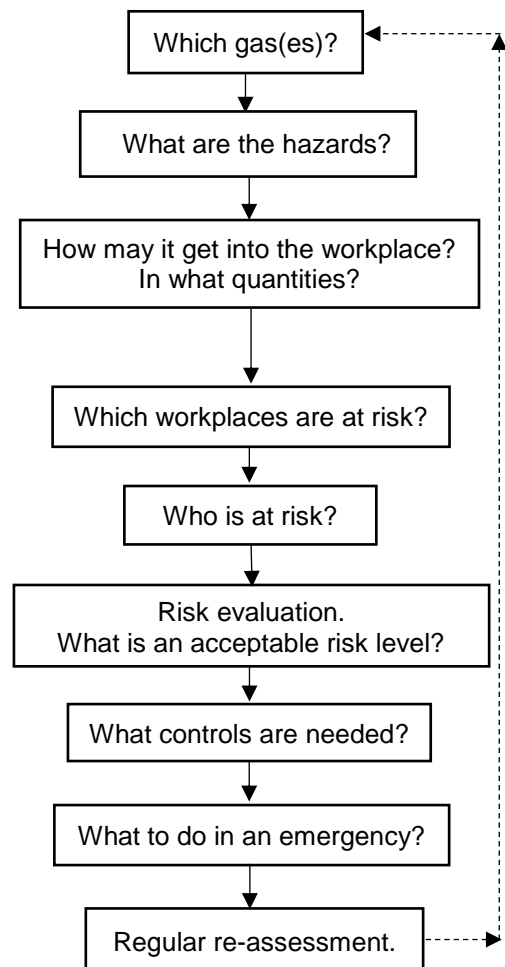 Which gas(es)?
What are the hazards?
How may it get into the workplace?
In what quantities?
Which workplaces are at risk?
Who is at risk?
Risk evaluation.
What is an acceptable risk level?
What controls are needed?
What to do in an emergency?
Regular re-assessment.